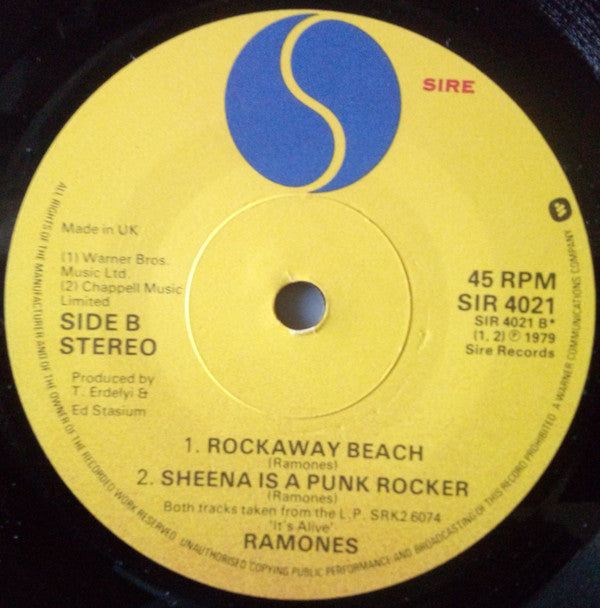 SIRE
Made in UK
(1) Warner Bros.
Music Ltd.
(2) Chappell Music
Limited
SIDE B
STEREO
Produced by
T. Erdelyi &
Ed Stasium
45 RPM
SIR 4021
SIR 4021 B*
(1, 2) ℗ 1979
Sire Records
1. ROCKAWAY BEACH
(Ramones)
2. SHEENA IS A PUNK ROCKER
(Ramones)
Both tracks taken from the L.P. SRK2 6074
'It's Alive'
RAMONES
ALL RIGHTS OF THE MANUFACTURER AND OF THE OWNER OF THE RECORDED WORK RESERVED. UNAUTHORISED COPYING PUBLIC PERFORMANCE AND BROADCASTING OF THIS RECORD PROHIBITED. A WARNER COMMUNICATIONS COMPANY